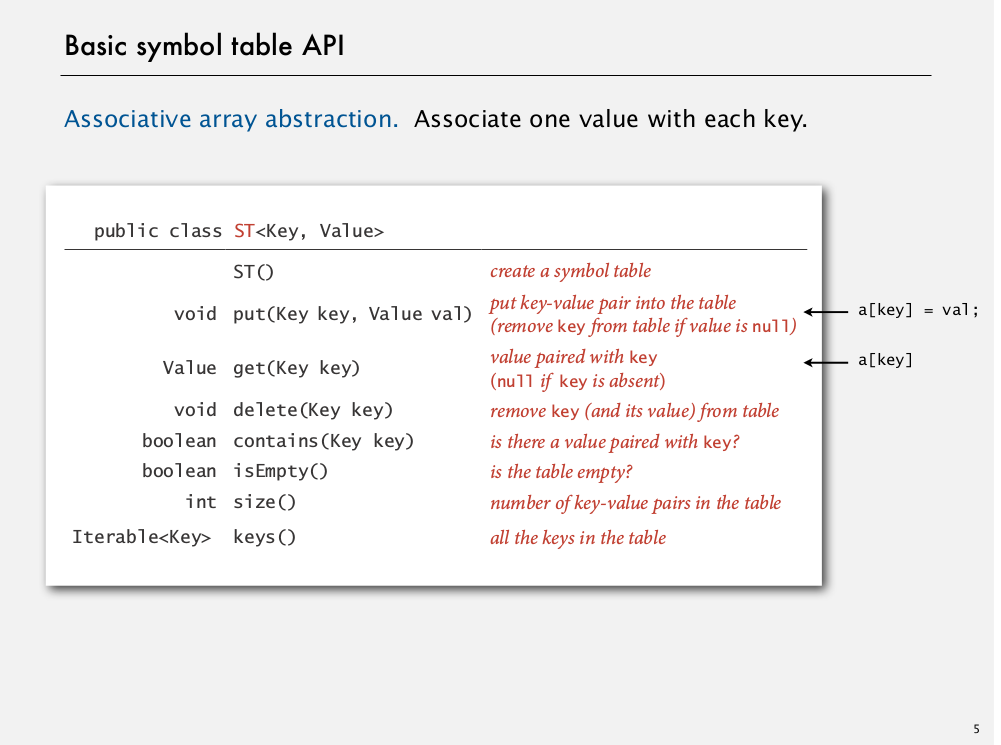 Basic symbol table API
Associative array abstraction. Associate one value with each key.
public class ST<Key, Value>
ST() create a symbol table
void put(Key key, Value val) put key-value pair into the table
(remove key from table if value is null)
a[key] = val;
Value get(Key key) value paired with key
(null if key is absent)
a[key]
void delete(Key key) remove key (and its value) from table
boolean contains(Key key) is there a value paired with key?
boolean isEmpty() is the table empty?
int size() number of key-value pairs in the table
Iterable<Key> keys() all the keys in the table
5